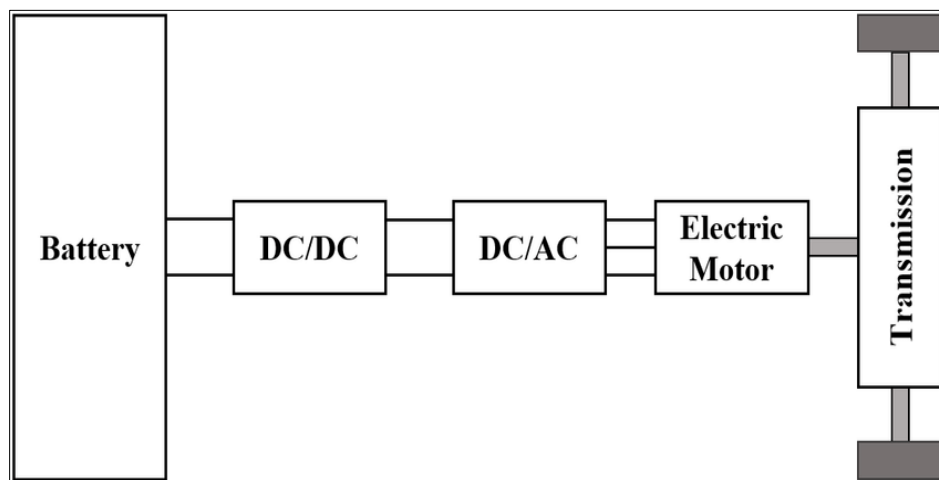 Battery
DC/DC
DC/AC
Electric
Motor
Transmission